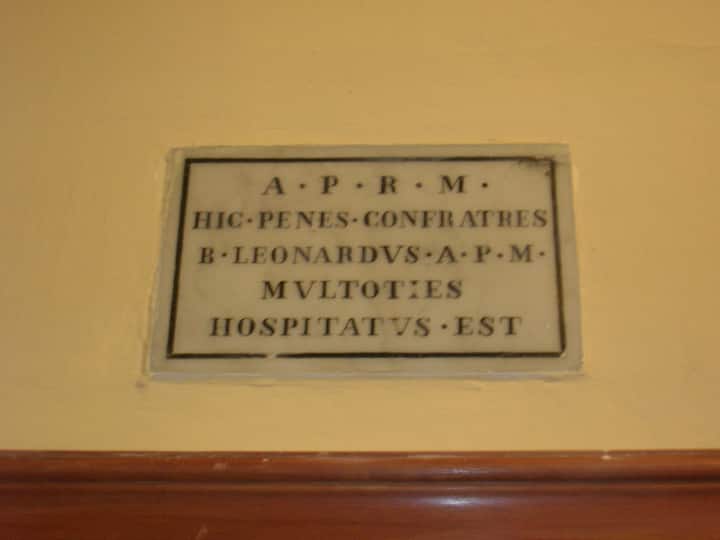 A · P · R · M ·
HIC · PENES · CONFRATRES
B · LEONARDVS · A · P · M ·
MVLTOTIES
HOSPITATVS · EST